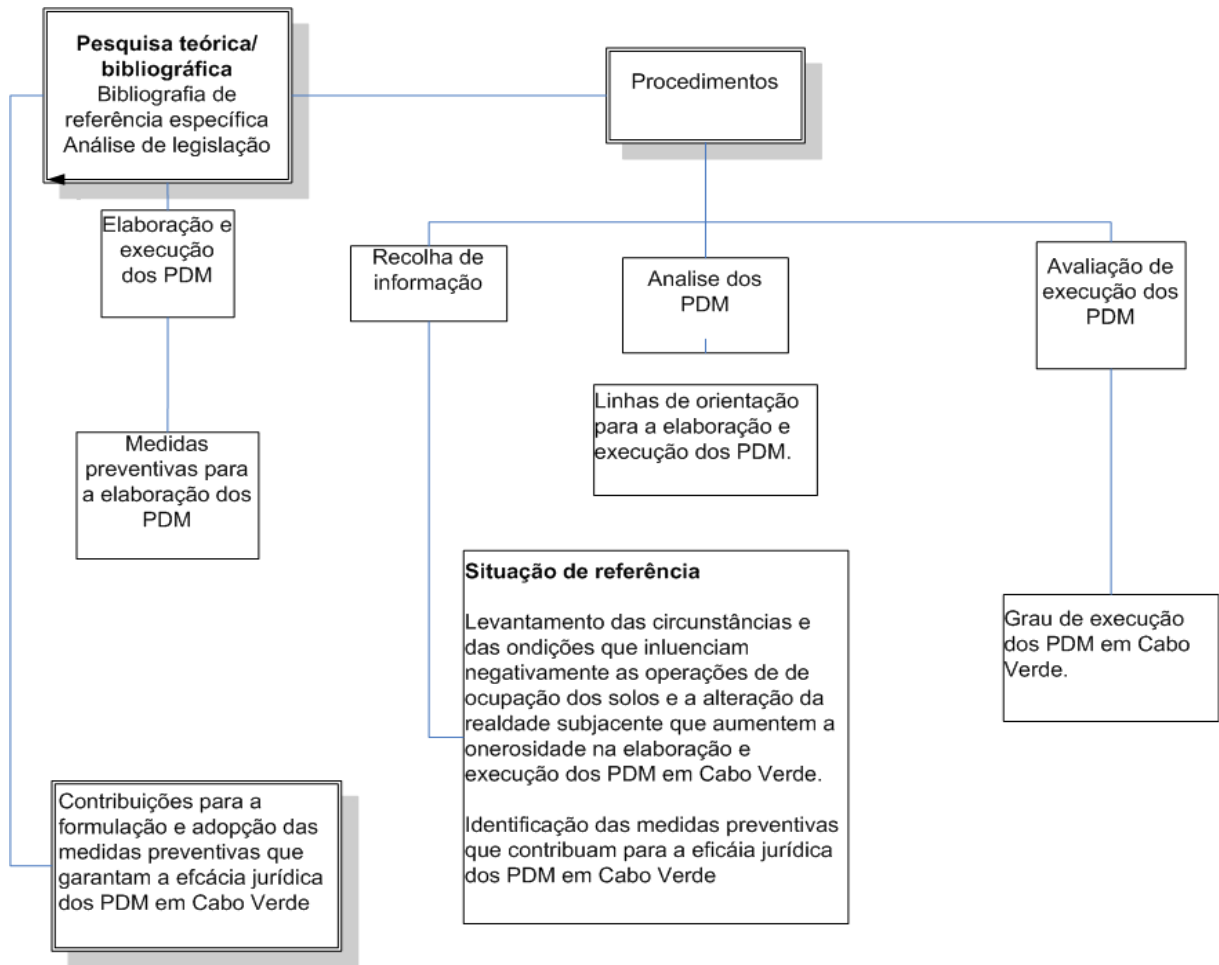 Pesquisa teórica/
bibliográfica
Bibliografia de
referência específica
Análise de legislação
Procedimentos
Elaboração e
execução
dos PDM
Recolha de
informação
Analise dos
PDM
Avaliação de
execução dos
PDM
Linhas de orientação
para a elaboração e
execução dos PDM.
Medidas
preventivas para
a elaboração dos
PDM
Situação de referência
Levantamento das circunstâncias e
das ondições que inluenciam
negativamente as operações de de
ocupação dos solos e a alteração da
realdade subjacente que aumentem a
onerosidade na elaboração e
execução dos PDM em Cabo Verde.
Identificação das medidas preventivas
que contribuam para a eficáia jurídica
dos PDM em Cabo Verde
Grau de execução
dos PDM em Cabo
Verde.
Contribuições para a
formulação e adopção das
medidas preventivas que
garantam a efcácia jurídica
dos PDM em Cabo Verde